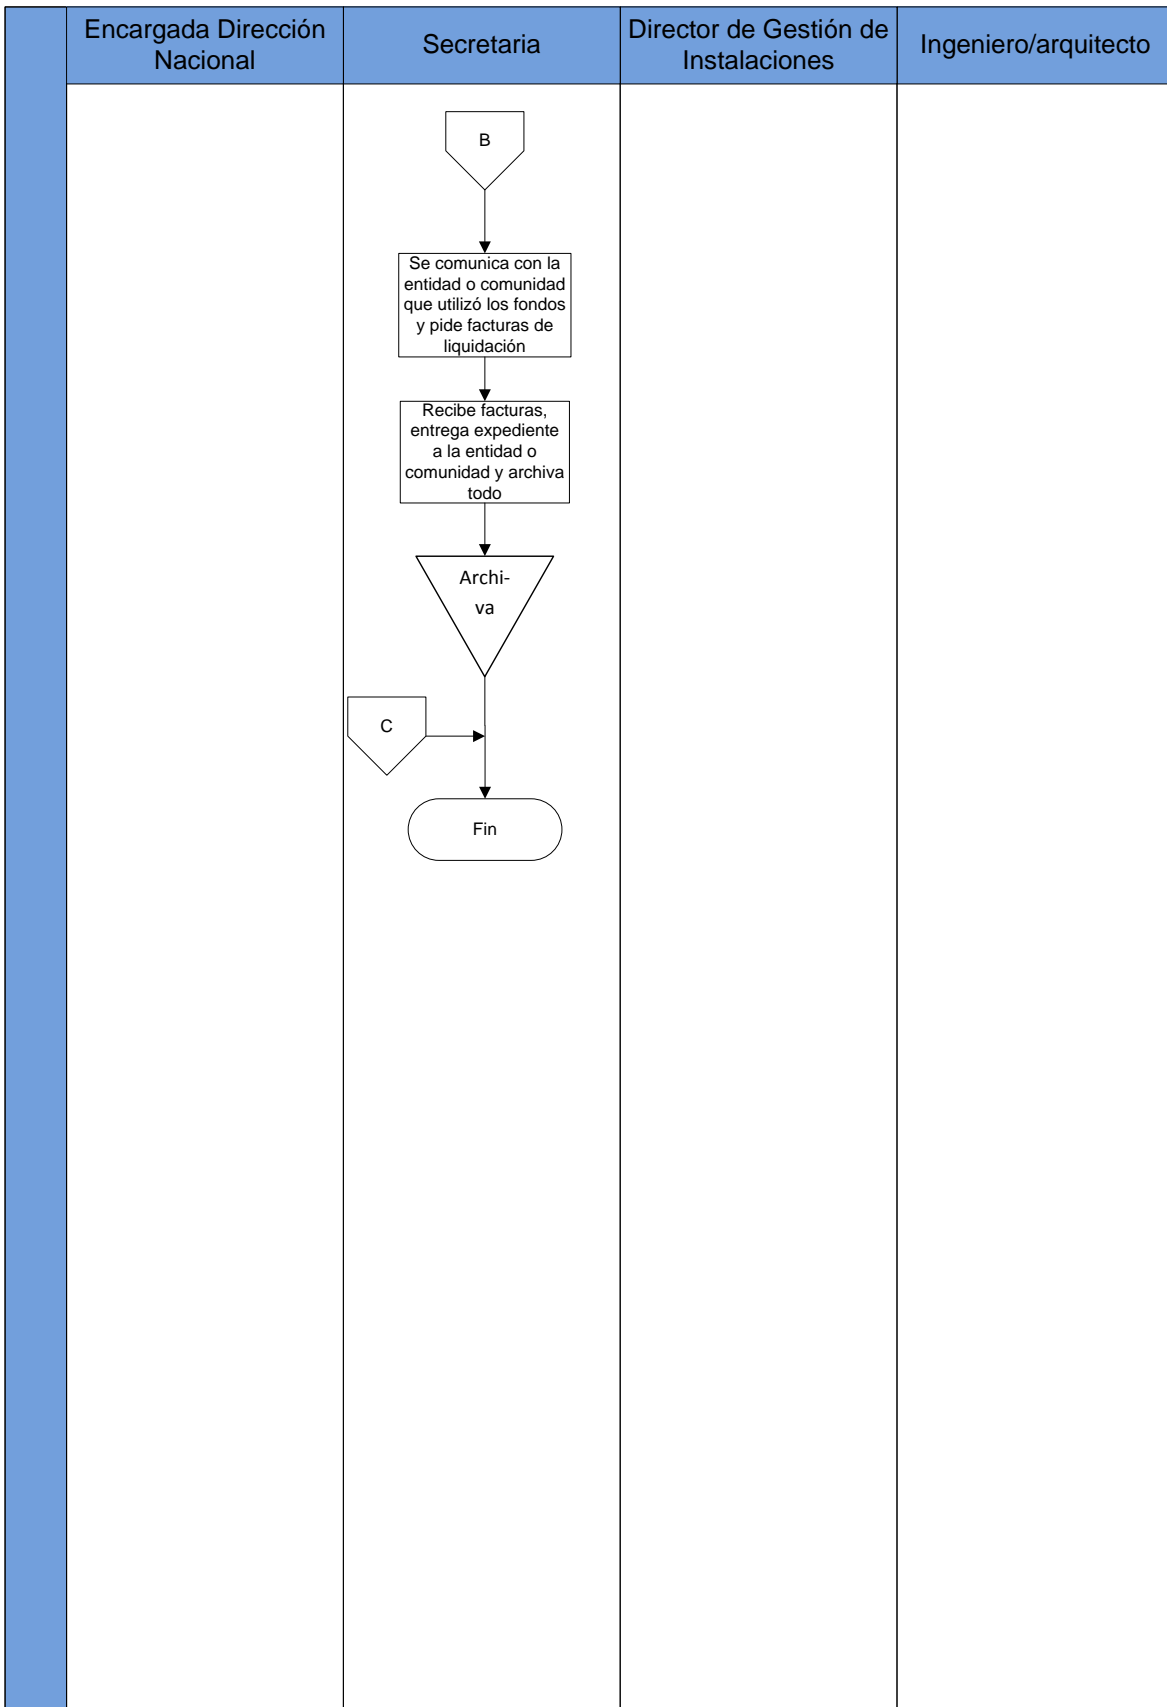 Encargada Dirección
Nacional
Secretaria
Director de Gestión de
Instalaciones
Ingeniero/arquitecto
B
Se comunica con la
entidad o comunidad
que utilizó los fondos
y pide facturas de
liquidación
Recibe facturas,
entrega expediente
a la entidad o
comunidad y archiva
todo
Archi-
va
C
Fin